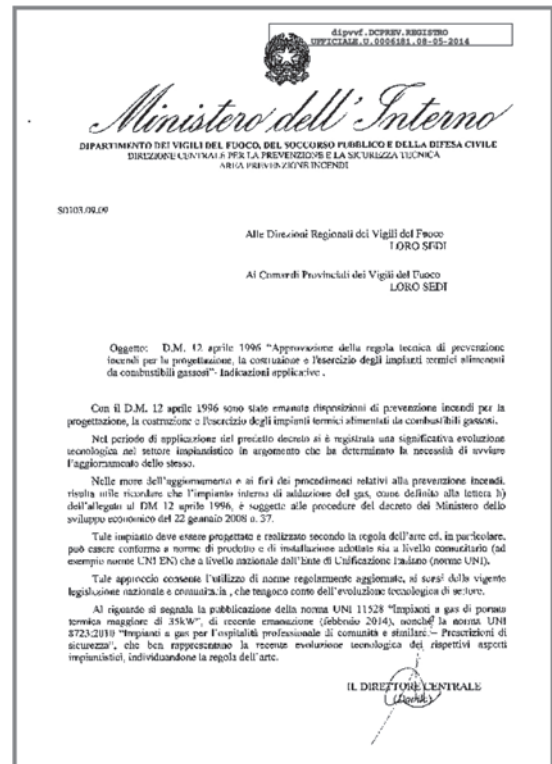 dipvvf.DCPREV.REGISTRO
UFFICIALE.U.0006181.08-05-2014
Ministero dell'Interno
DIPARTIMENTO DEI VIGILI DEL FUOCO, DEL SOCCORSO PUBBLICO E DELLA DIFESA CIVILE
DIREZIONE CENTRALE PER LA PREVENZIONE E LA SICUREZZA TECNICA
AREA PREVENZIONE INCENDI
S0103.09.09
Alle Direzioni Regionali dei Vigili del Fuoco
LORO SEDI
Ai Comandi Provinciali dei Vigili del Fuoco
LORO SEDI
Oggetto: D.M. 12 aprile 1996 "Approvazione della regola tecnica di prevenzione
incendi per la progettazione, la costruzione e l'esercizio degli impianti termici alimentati
da combustibili gassosi"- Indicazioni applicative .
Con il D.M. 12 aprile 1996 sono state emanate disposizioni di prevenzione incendi per la
progettazione, la costruzione e l'esercizio degli impianti termici alimentati da combustibili gassosi.
Nel periodo di applicazione del predetto decreto si è registrata una significativa evoluzione
tecnologica nel settore impiantistico in argomento che ha determinato la necessità di avviare
l'aggiornamento dello stesso.
Nelle more dell'aggiornamento e ai fini dei procedimenti relativi alla prevenzione incendi,
risulta utile ricordare che l'impianto interno di adduzione del gas, come definito alla lettera h)
dell'allegato al DM 12 aprile 1996, è soggetto alle procedure del decreto del Ministero dello
sviluppo economico del 22 gennaio 2008 n. 37.
Tale impianto deve essere progettato e realizzato secondo la regola dell'arte ed, in particolare,
può essere conforme a norme di prodotto e di installazione adottate sia a livello comunitario (ad
esempio norme UNI EN) che a livello nazionale dall'Ente di Unificazione Italiano (norme UNI).
Tale approccio consente l'utilizzo di norme regolarmente aggiornate, ai sensi della vigente
legislazione nazionale e comunitaria , che tengono conto dell'evoluzione tecnologica di settore.
Al riguardo si segnala la pubblicazione della norma UNI 11528 "Impianti a gas di portata
termica maggiore di 35kW", di recente emanazione (febbraio 2014), nonché la norma UNI
8723:2010 "Impianti a gas per l'ospitalità professionale di comunità e similare – Prescrizioni di
sicurezza", che ben rappresentano la recente evoluzione tecnologica dei rispettivi aspetti
impiantistici, individuandone la regola dell'arte.
IL DIRETTORE CENTRALE